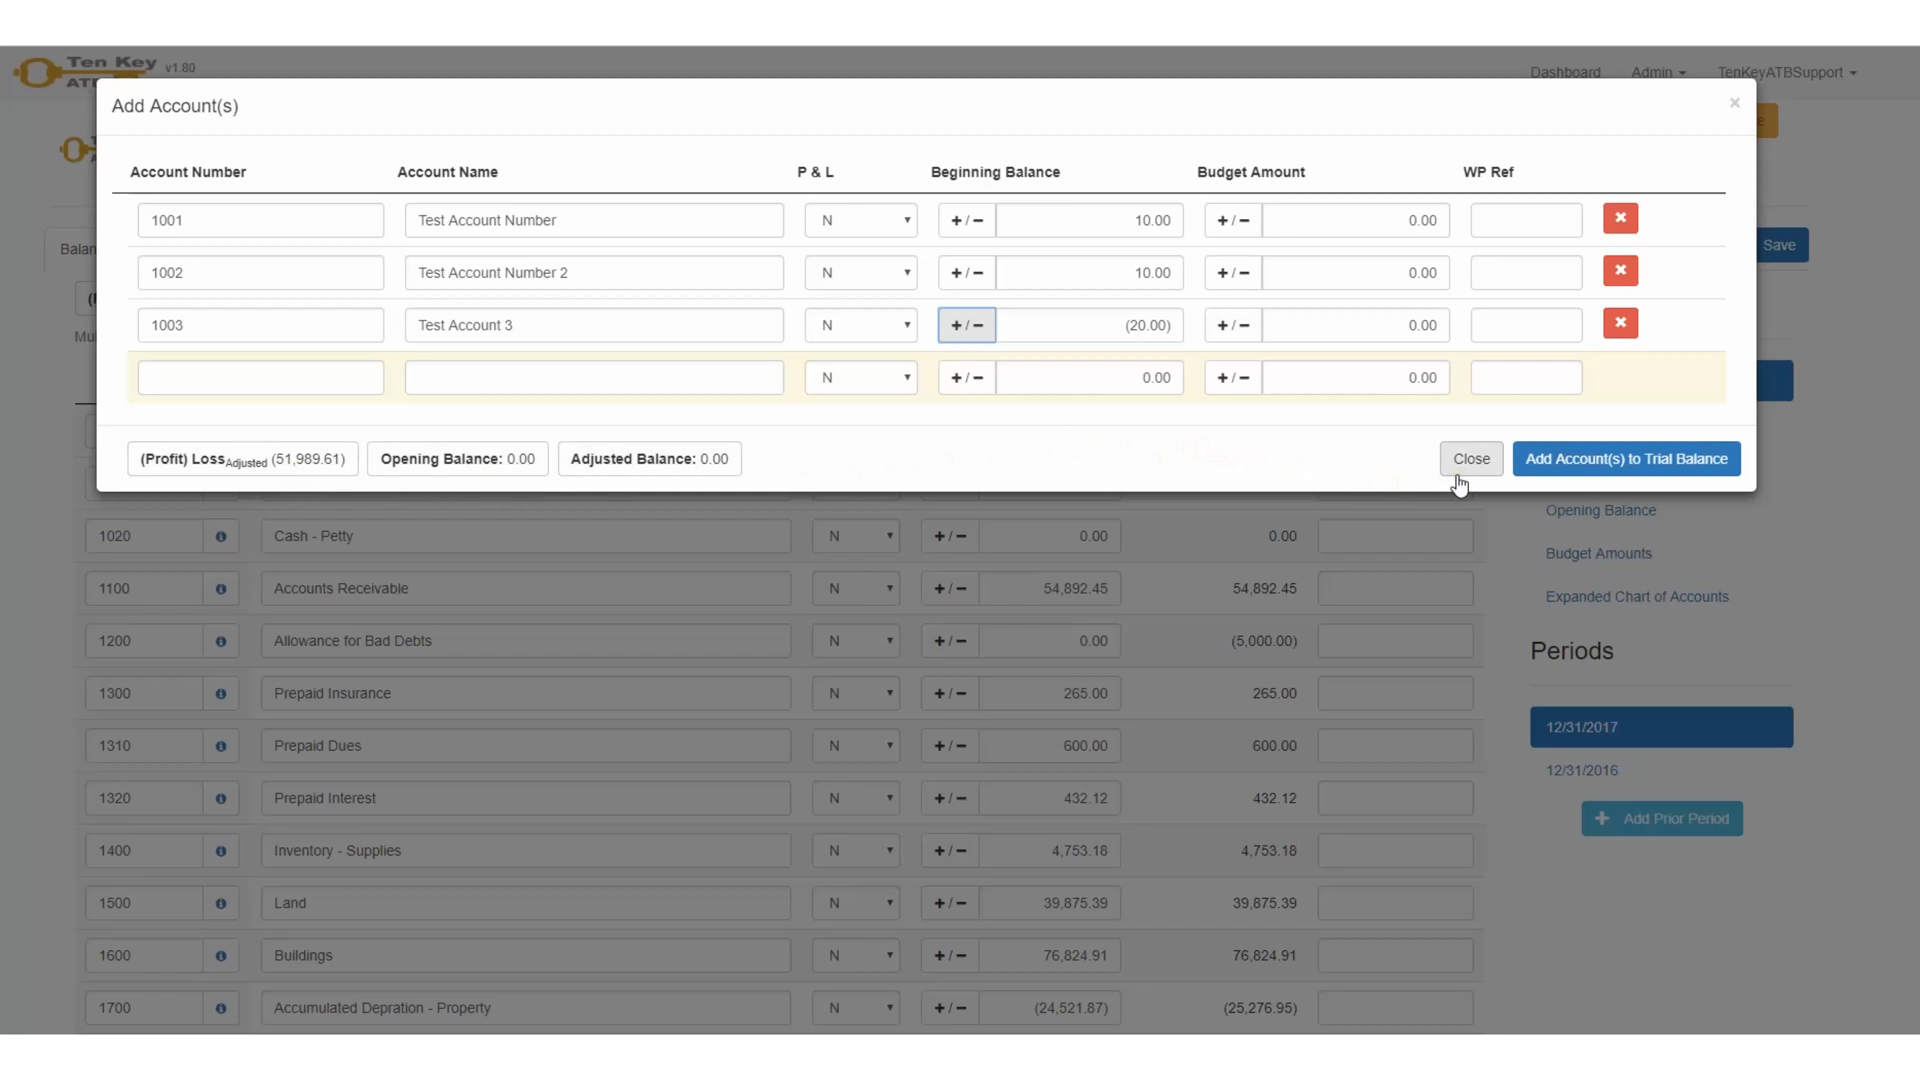 Ten Key v1.80
Dashboard Admin TenKeyATBSupport
Add Account(s) ×
Account Number Account Name P & L Beginning Balance Budget Amount WP Ref
1001 Test Account Number N + / − 10.00 + / − 0.00
1002 Test Account Number 2 N + / − 10.00 + / − 0.00
1003 Test Account 3 N + / − (20.00) + / − 0.00
N + / − 0.00 + / − 0.00
(Profit) Loss Adjusted (51,989.61) Opening Balance: 0.00 Adjusted Balance: 0.00 Close Add Account(s) to Trial Balance
Save
1020 Cash - Petty N + / − 0.00 0.00
1100 Accounts Receivable N + / − 54,892.45 54,892.45
1200 Allowance for Bad Debts N + / − 0.00 (5,000.00)
1300 Prepaid Insurance N + / − 265.00 265.00
1310 Prepaid Dues N + / − 600.00 600.00
1320 Prepaid Interest N + / − 432.12 432.12
1400 Inventory - Supplies N + / − 4,753.18 4,753.18
1500 Land N + / − 39,875.39 39,875.39
1600 Buildings N + / − 76,824.91 76,824.91
1700 Accumulated Depration - Property N + / − (24,521.87) (25,276.95)
Opening Balance
Budget Amounts
Expanded Chart of Accounts
Periods
12/31/2017
12/31/2016
+ Add Prior Period